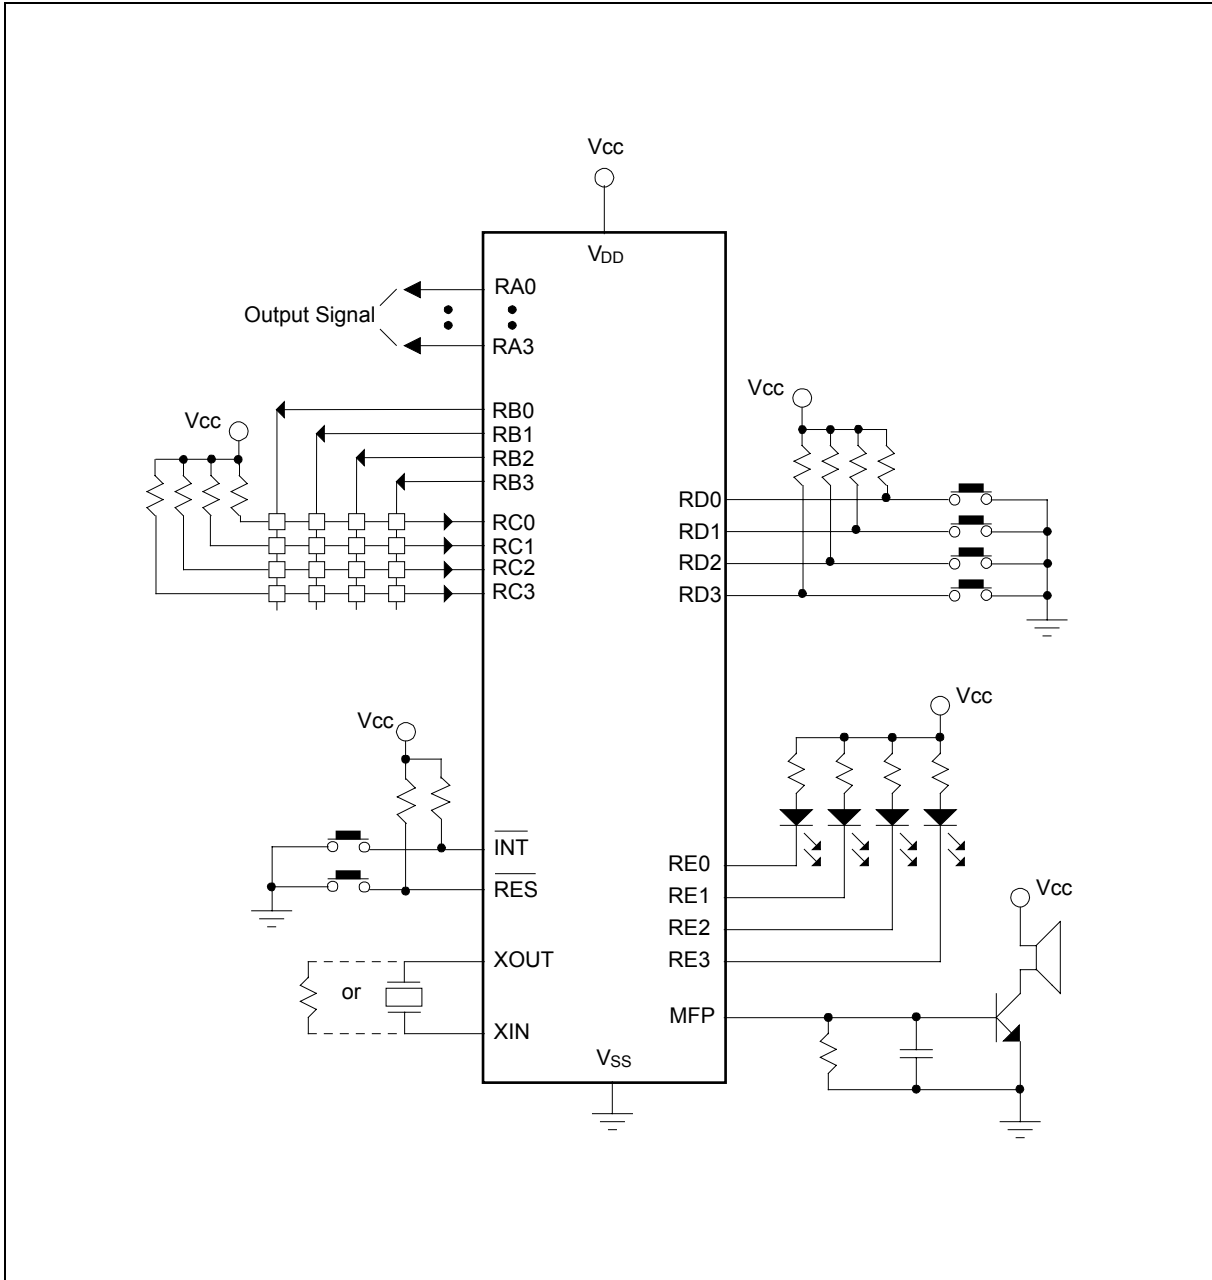 Vcc
VDD
RA0
Output Signal
RA3
RB0
RB1
RB2
RB3
Vcc
RC0
RC1
RC2
RC3
Vcc
RD0
RD1
RD2
RD3
Vcc
INT
RES
Vcc
RE0
RE1
RE2
RE3
Vcc
XOUT
or
XIN
MFP
VSS